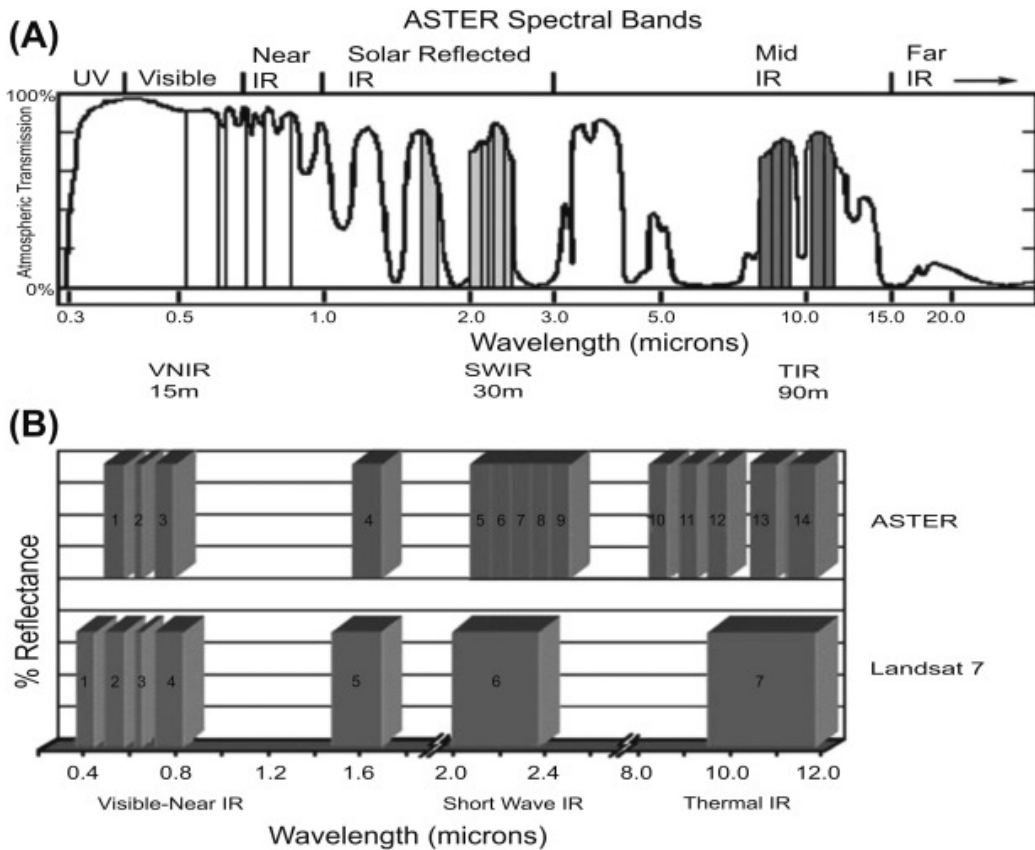 (A)
ASTER Spectral Bands
UV Visible Near IR Solar Reflected IR Mid IR Far IR
100%
Atmospheric Transmission
0%
0.3 0.5 1.0 2.0 3.0 5.0 10.0 15.0 20.0
Wavelength (microns)
VNIR SWIR TIR
15m 30m 90m
(B)
% Reflectance
1 2 3 4 5 6 7 8 9 10 11 12 13 14
ASTER
1 2 3 4 5 6 7
Landsat 7
0.4 0.8 1.2 1.6 2.0 2.4 8.0 10.0 12.0
Visible-Near IR Short Wave IR Thermal IR
Wavelength (microns)